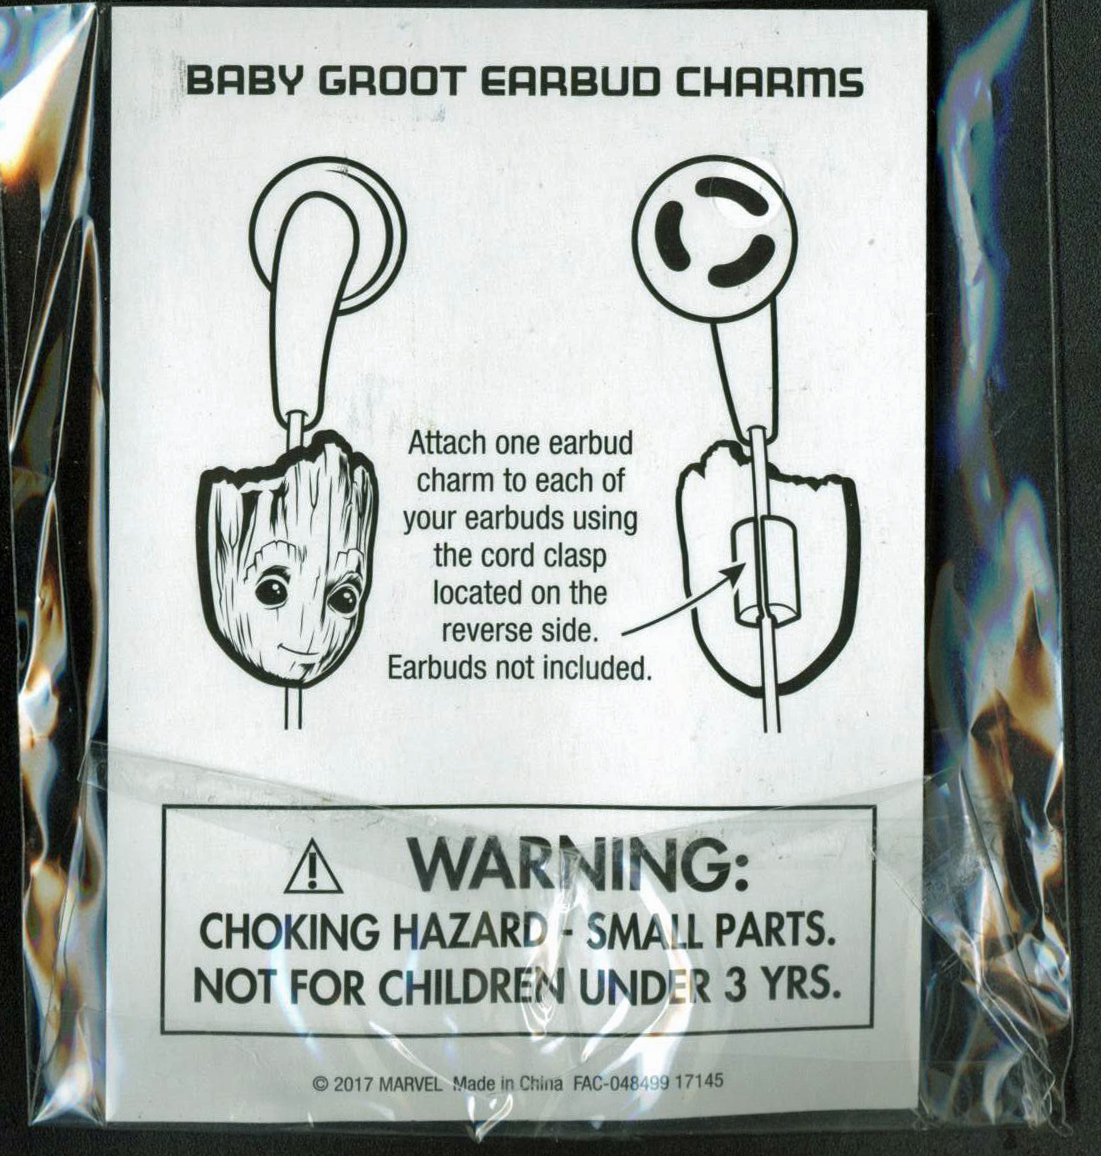 BABY GROOT EARBUD CHARMS
Attach one earbud
charm to each of
your earbuds using
the cord clasp
located on the
reverse side.
Earbuds not included.
WARNING:
CHOKING HAZARD - SMALL PARTS.
NOT FOR CHILDREN UNDER 3 YRS.
© 2017 MARVEL Made in China FAC-048499 17145